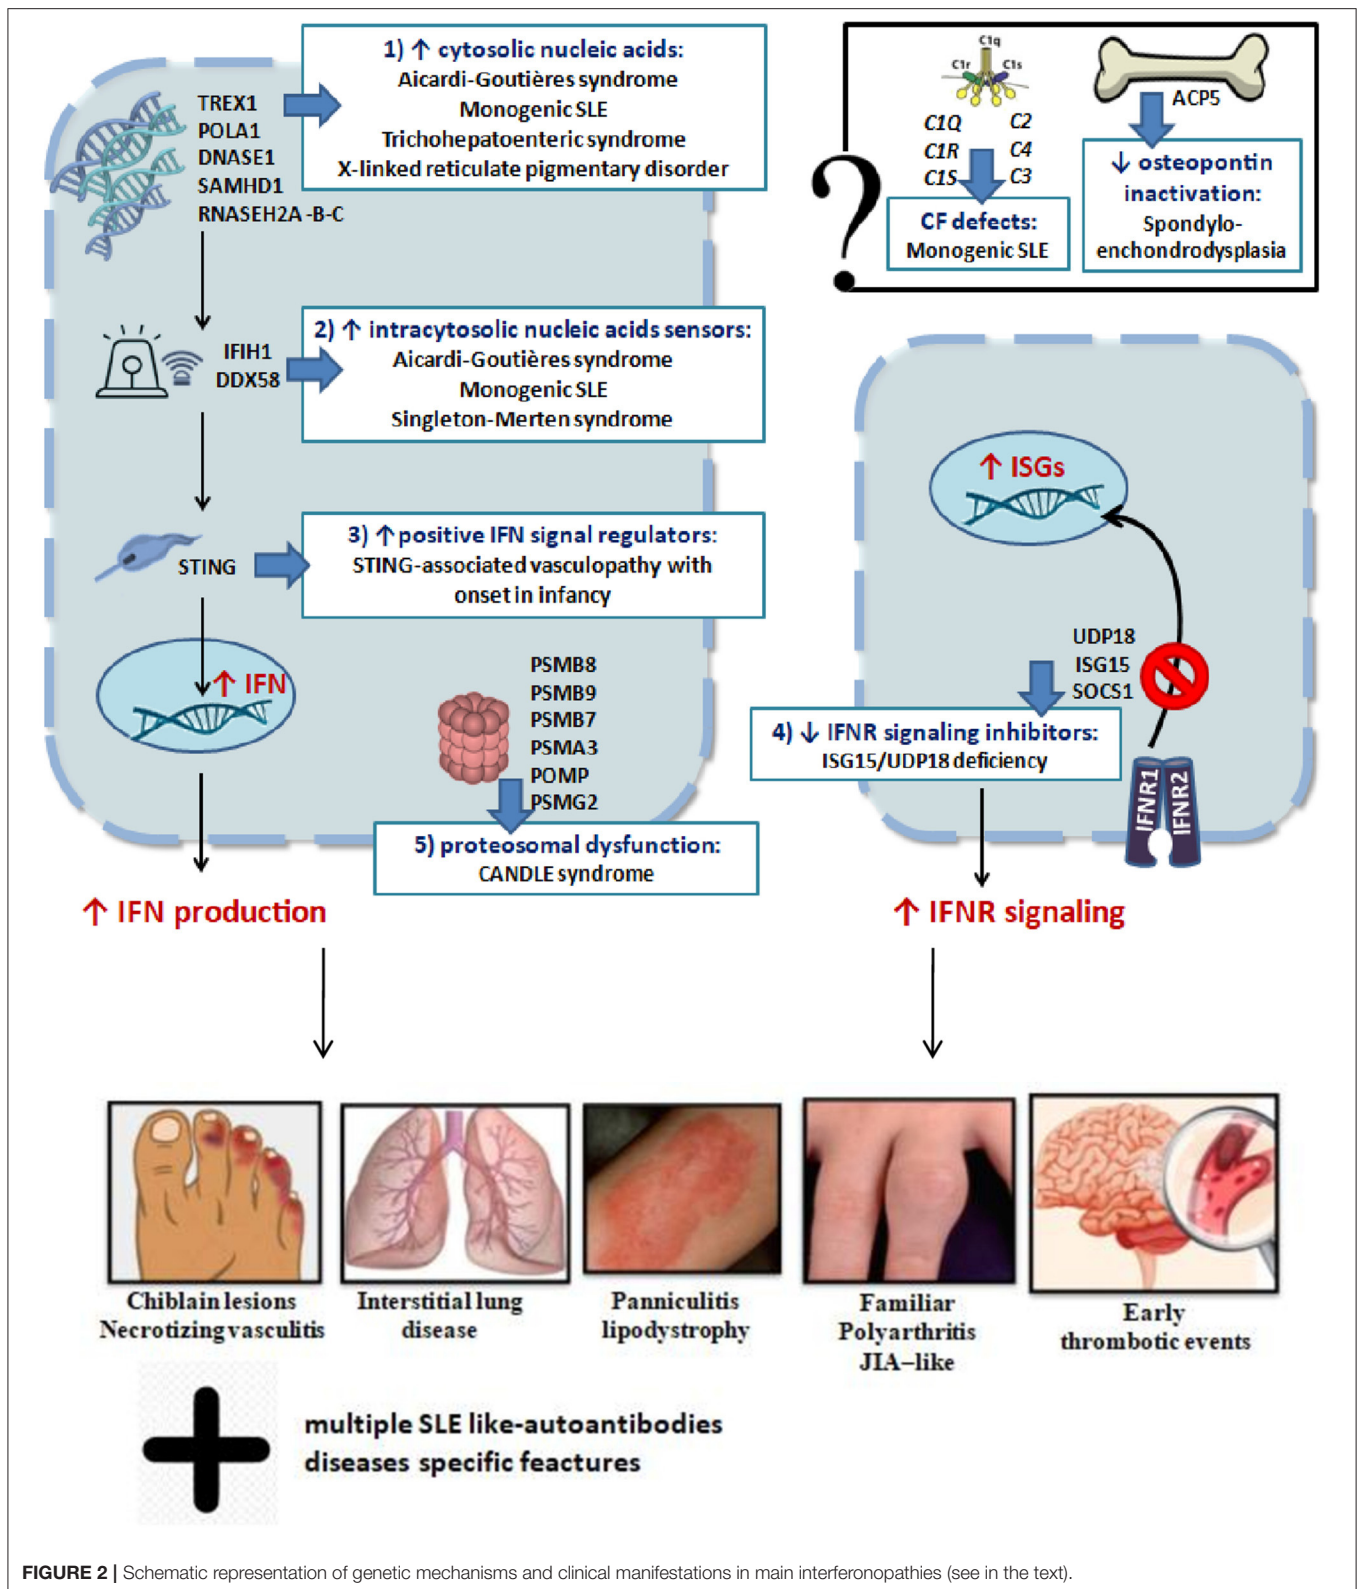 TREX1
POLA1
DNASE1
SAMHD1
RNASEH2A -B-C
1) ↑ cytosolic nucleic acids:
Aicardi-Goutières syndrome
Monogenic SLE
Trichohepatoenteric syndrome
X-linked reticulate pigmentary disorder
IFIH1
DDX58
2) ↑ intracytosolic nucleic acids sensors:
Aicardi-Goutières syndrome
Monogenic SLE
Singleton-Merten syndrome
STING
3) ↑ positive IFN signal regulators:
STING-associated vasculopathy with
onset in infancy
↑ IFN
PSMB8
PSMB9
PSMB7
PSMA3
POMP
PSMG2
5) proteosomal dysfunction:
CANDLE syndrome
↑ IFN production
?
C1q
C1r
C1s
C1Q
C1R
C1S
C2
C4
C3
CF defects:
Monogenic SLE
ACP5
↓ osteopontin
inactivation:
Spondylo-
enchondrodysplasia
↑ ISGs
UDP18
ISG15
SOCS1
4) ↓ IFNR signaling inhibitors:
ISG15/UDP18 deficiency
IFNR1
IFNR2
↑ IFNR signaling
Chiblain lesions
Necrotizing vasculitis
Interstitial lung
disease
Panniculitis
lipodystrophy
Familiar
Polyarthritis
JIA–like
Early
thrombotic events
multiple SLE like-autoantibodies
diseases specific feactures
FIGURE 2 | Schematic representation of genetic mechanisms and clinical manifestations in main interferonopathies (see in the text).